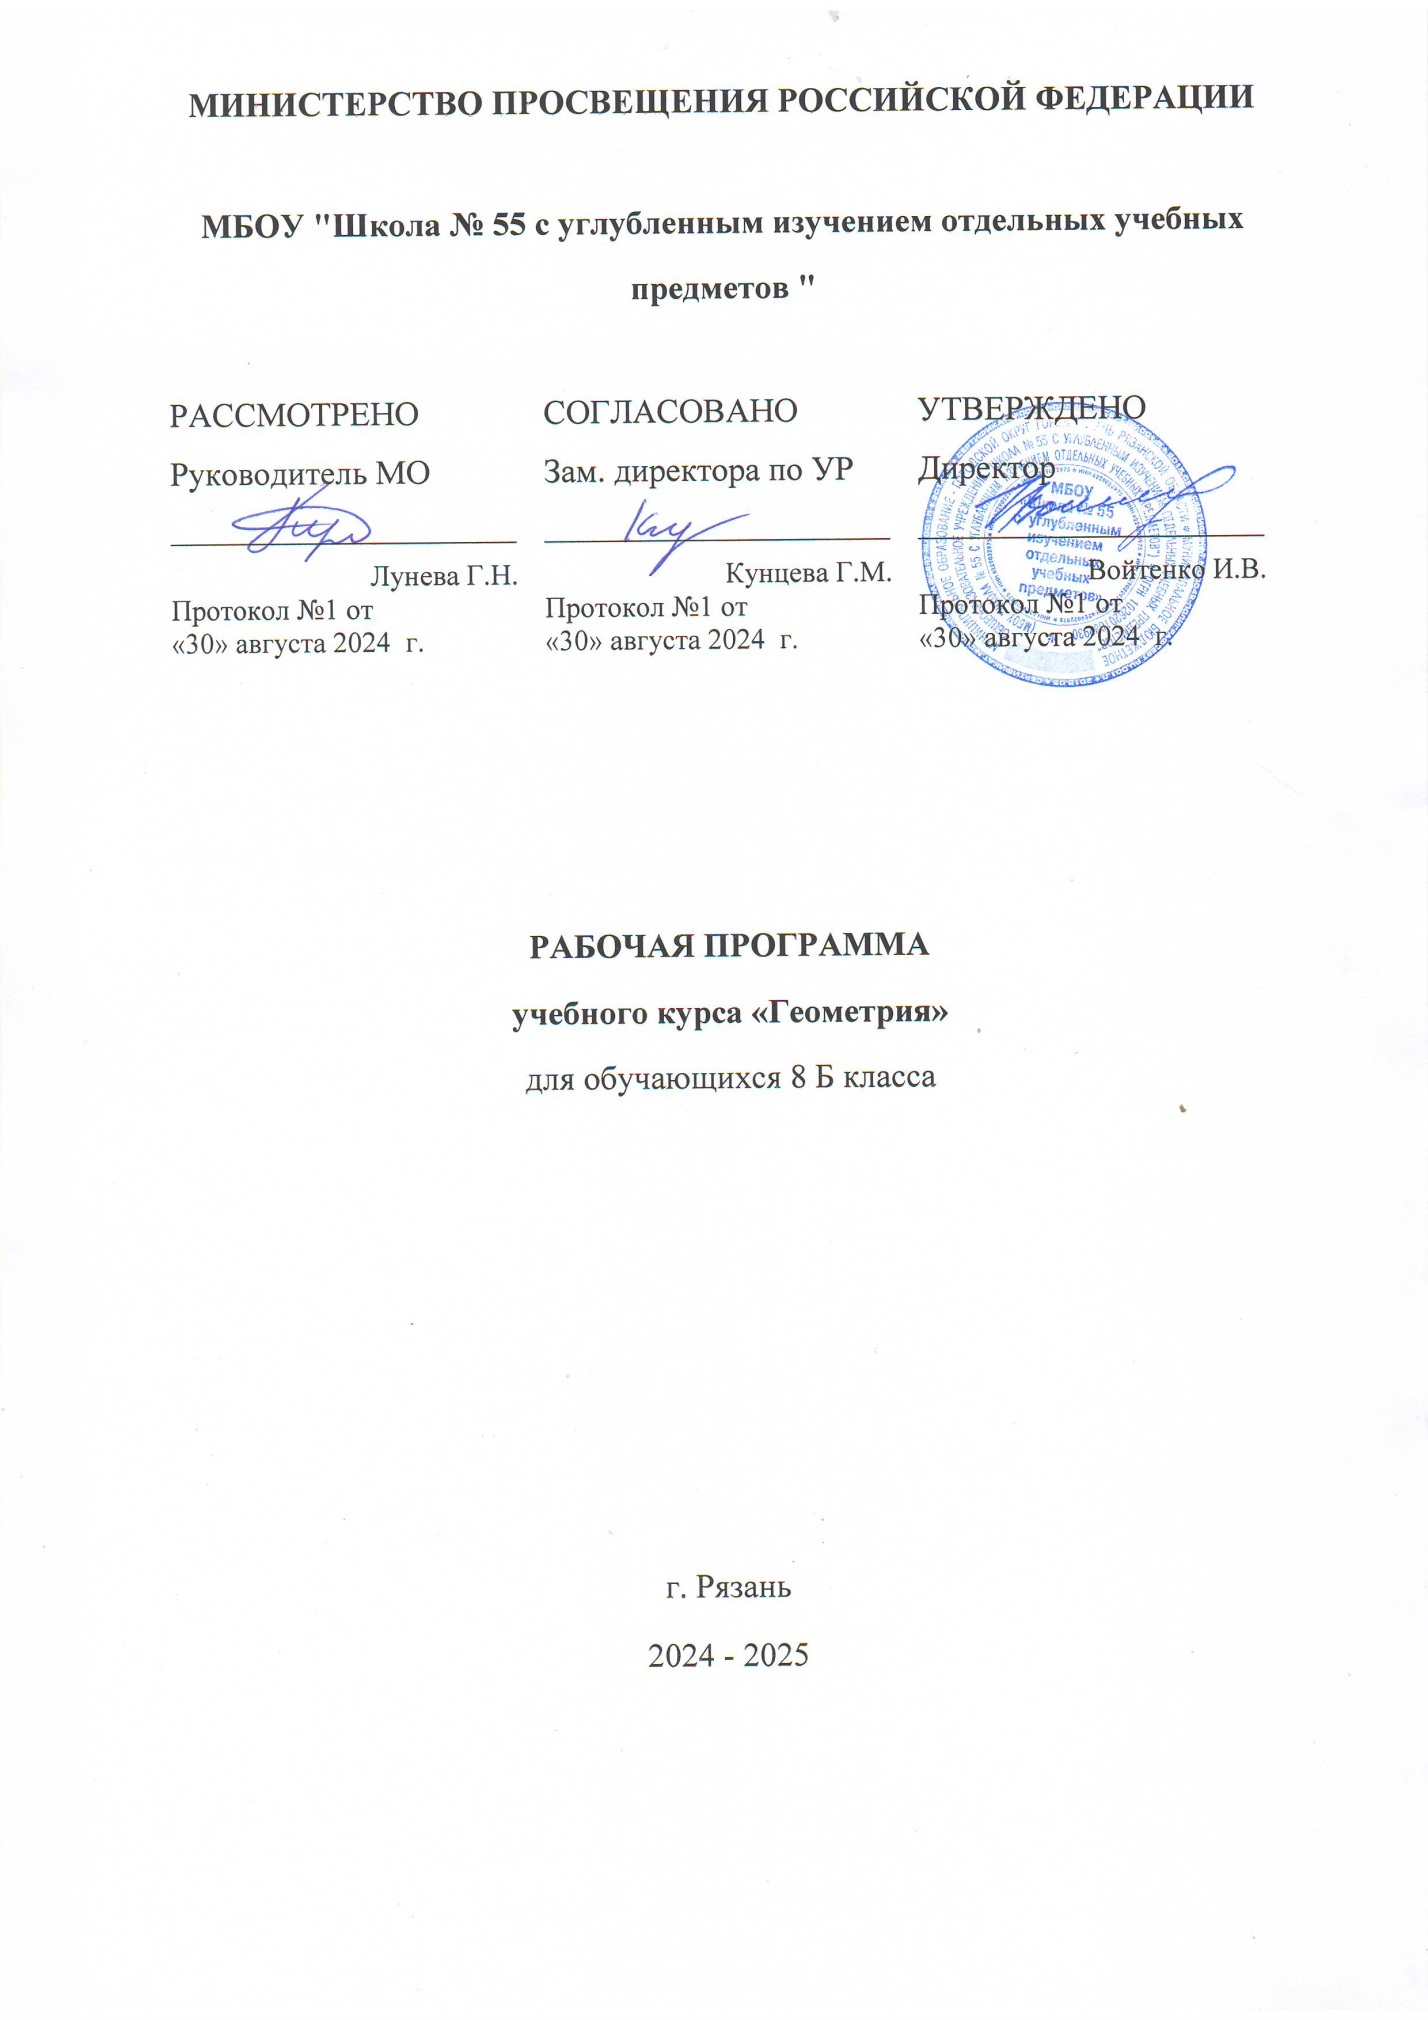 МИНИСТЕРСТВО ПРОСВЕЩЕНИЯ РОССИЙСКОЙ ФЕДЕРАЦИИ
МБОУ "Школа № 55 с углубленным изучением отдельных учебных
предметов "
РАССМОТРЕНО
Руководитель МО
Лунева Г.Н.
Протокол №1 от
«30» августа 2024 г.
СОГЛАСОВАНО
Зам. директора по УР
Кунцева Г.М.
Протокол №1 от
«30» августа 2024 г.
УТВЕРЖДЕНО
Директор
Войтенко И.В.
Протокол №1 от
«30» августа 2024 г.
МБОУ
№ 55
углубленным
изучением
отдельных
учебных
предметов»
РАБОЧАЯ ПРОГРАММА
учебного курса «Геометрия»
для обучающихся 8 Б класса
г. Рязань
2024 - 2025